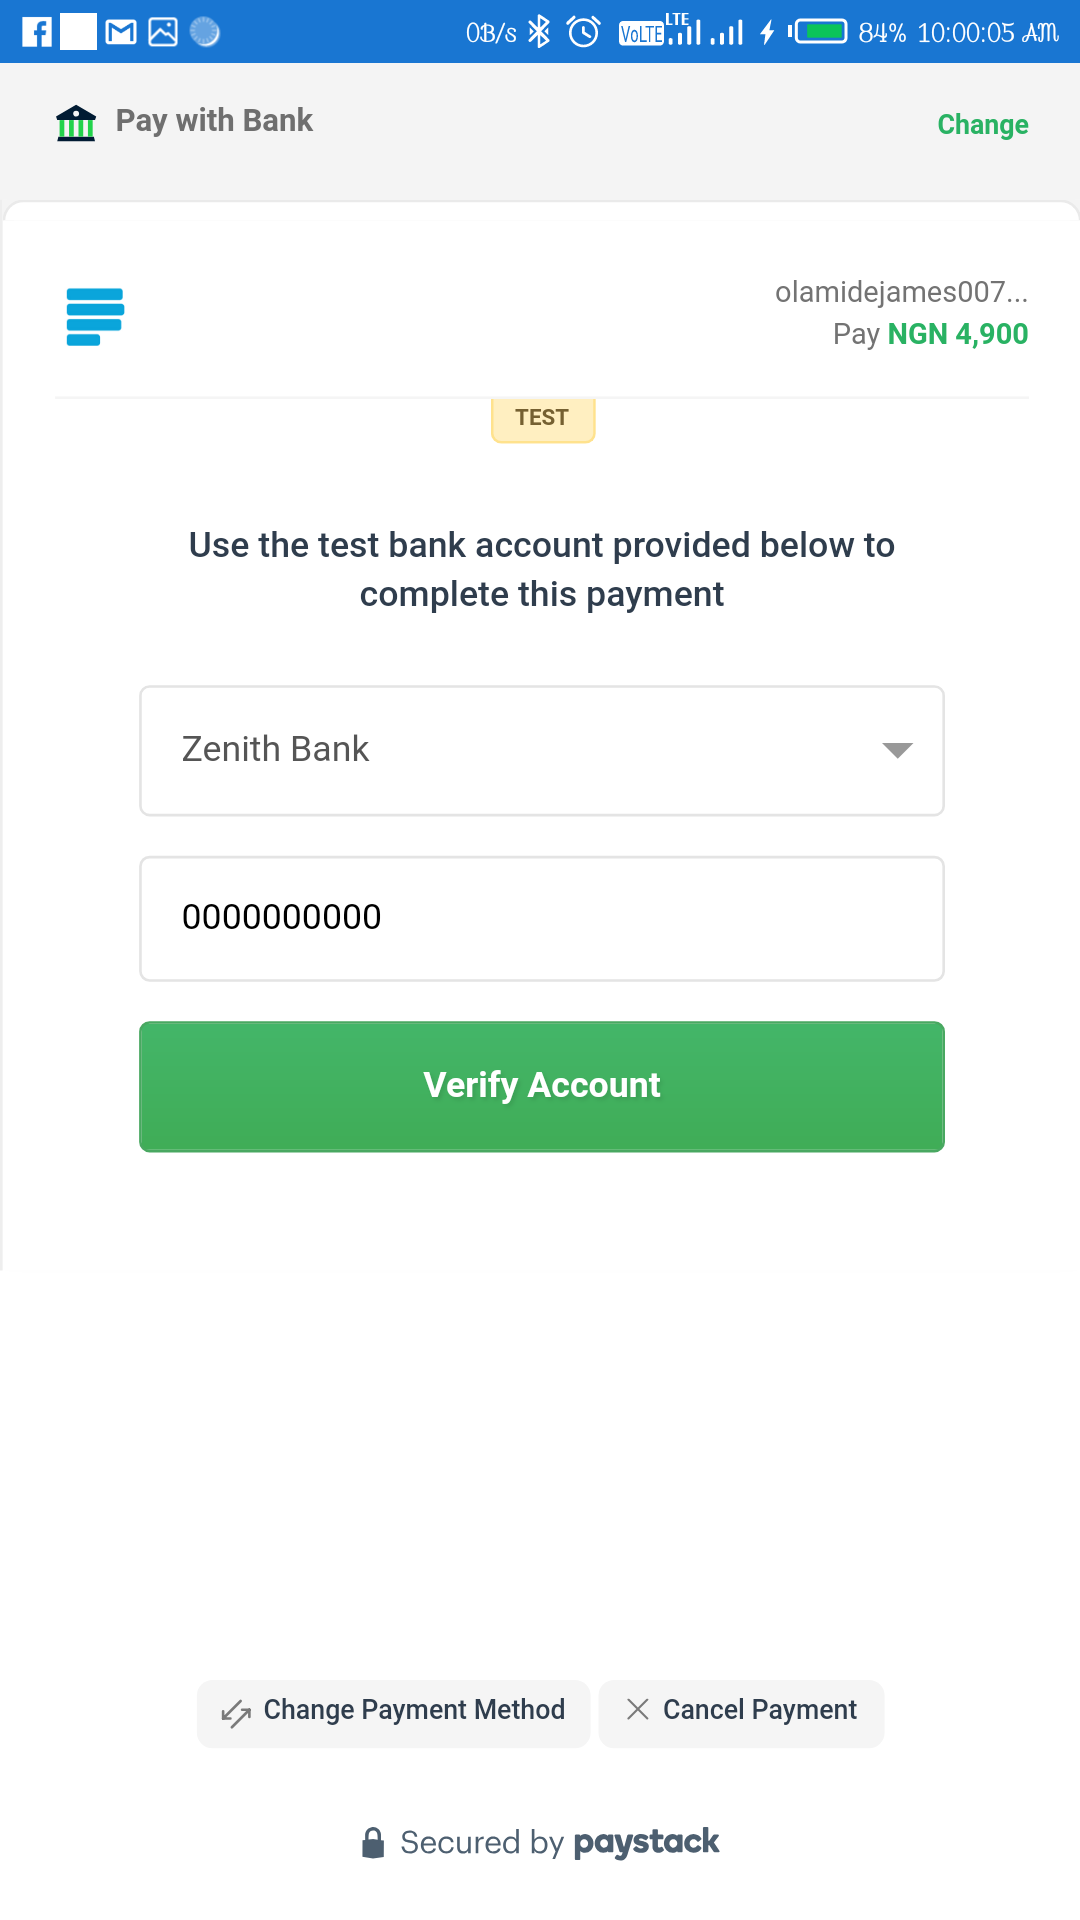 0B/s VoLTE LTE 84% 10:00:05 AM
Pay with Bank
Change
olamidejames007...
Pay NGN 4,900
TEST
Use the test bank account provided below to
complete this payment
Zenith Bank
0000000000
Verify Account
Change Payment Method
Cancel Payment
Secured by paystack